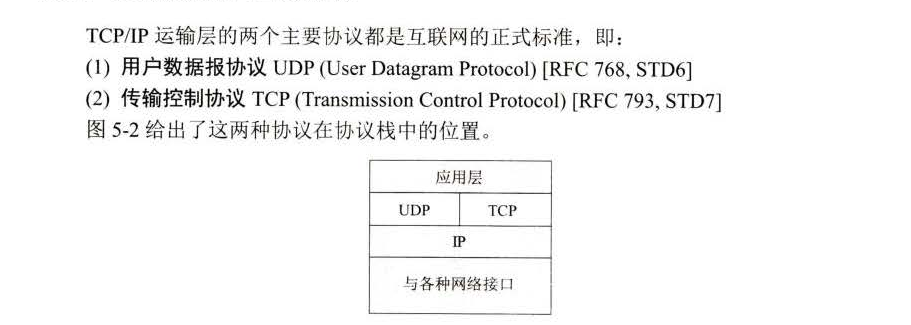 TCP/IP 运输层的两个主要协议都是互联网的正式标准，即：
(1) 用户数据报协议 UDP (User Datagram Protocol) [RFC 768, STD6]
(2) 传输控制协议 TCP (Transmission Control Protocol) [RFC 793, STD7]
图 5-2 给出了这两种协议在协议栈中的位置。
应用层
UDP TCP
IP
与各种网络接口